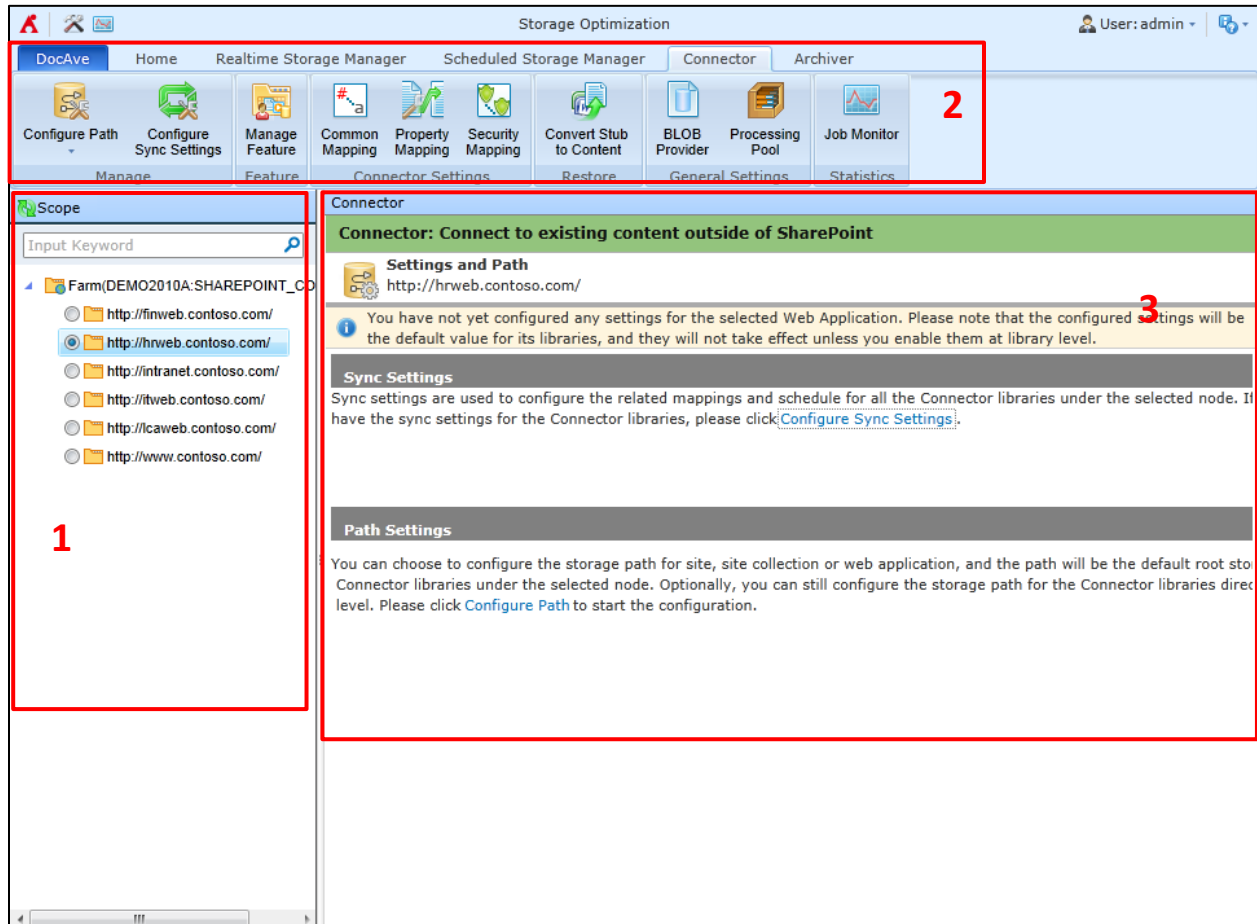 Storage Optimization
User: admin
DocAve Home Realtime Storage Manager Scheduled Storage Manager Connector Archiver
2
Configure Path
Configure
Sync Settings
Manage
Feature
Common
Mapping
Property
Mapping
Security
Mapping
Convert Stub
to Content
BLOB
Provider
Processing
Pool
Job Monitor
Manage Feature Connector Settings Restore General Settings Statistics
Scope
Input Keyword
Farm(DEMO2010A:SHAREPOINT_CO
http://finweb.contoso.com/
http://hrweb.contoso.com/
http://intranet.contoso.com/
http://itweb.contoso.com/
http://lcaweb.contoso.com/
http://www.contoso.com/
1
Connector
Connector: Connect to existing content outside of SharePoint
Settings and Path
http://hrweb.contoso.com/
3
You have not yet configured any settings for the selected Web Application. Please note that the configured settings will be
the default value for its libraries, and they will not take effect unless you enable them at library level.
Sync Settings
Sync settings are used to configure the related mappings and schedule for all the Connector libraries under the selected node. If
have the sync settings for the Connector libraries, please click Configure Sync Settings.
Path Settings
You can choose to configure the storage path for site, site collection or web application, and the path will be the default root sto
Connector libraries under the selected node. Optionally, you can still configure the storage path for the Connector libraries direc
level. Please click Configure Path to start the configuration.